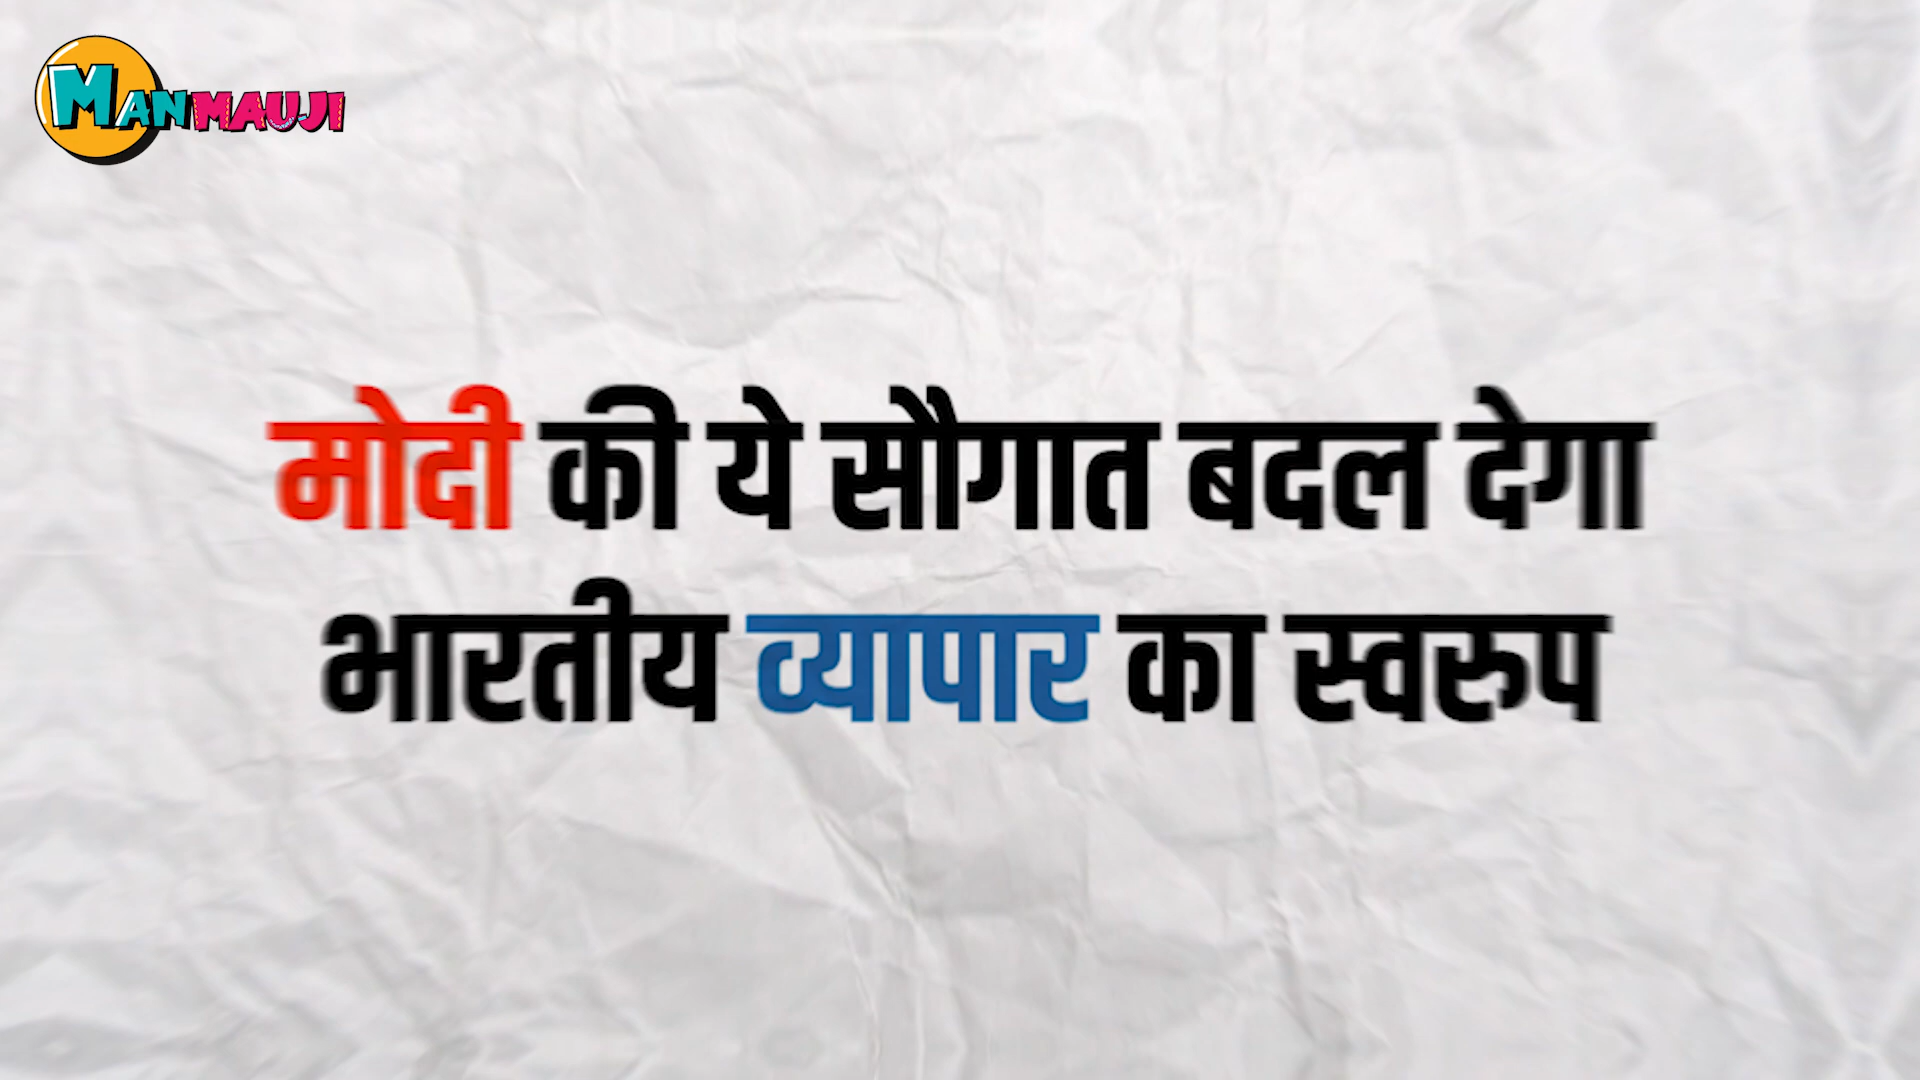 MANMAUJI
मोदी की ये सौगात बदल देगा
भारतीय व्यापार का स्वरुप